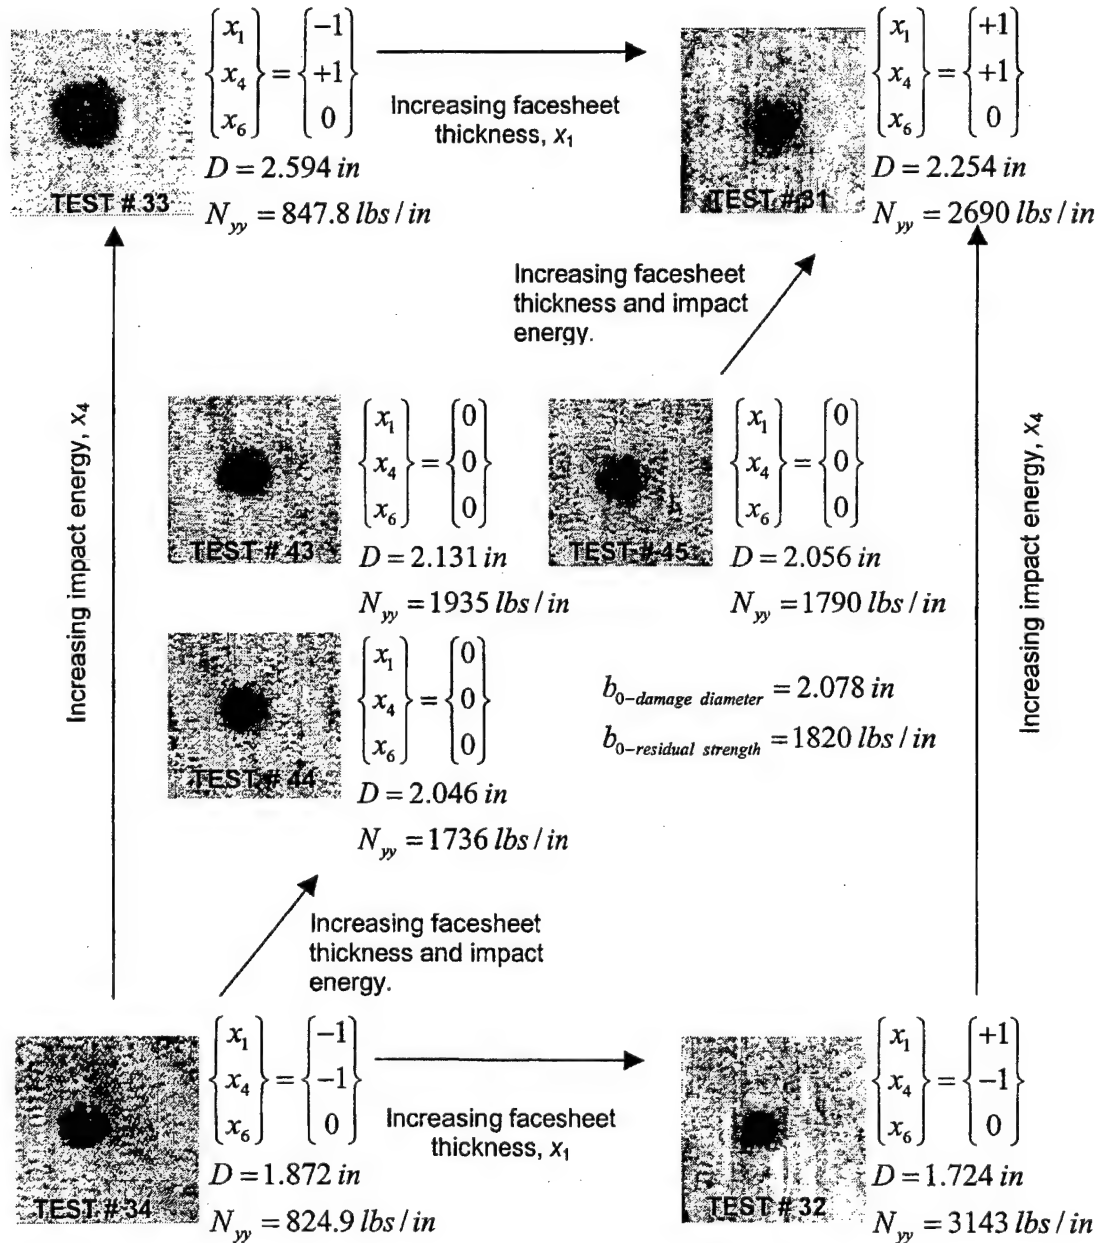 {x1 x4 x6} = {−1 +1 0}
D = 2.594 in
TEST # 33
Nyy = 847.8 lbs / in
Increasing facesheet
thickness, x1
{x1 x4 x6} = {+1 +1 0}
D = 2.254 in
TEST # 31
Nyy = 2690 lbs / in
Increasing facesheet
thickness and impact
energy.
Increasing impact energy, x4
{x1 x4 x6} = {0 0 0}
TEST # 43
D = 2.131 in
Nyy = 1935 lbs / in
{x1 x4 x6} = {0 0 0}
TEST # 45
D = 2.056 in
Nyy = 1790 lbs / in
Increasing impact energy, x4
{x1 x4 x6} = {0 0 0}
TEST # 44
D = 2.046 in
Nyy = 1736 lbs / in
b0−damage diameter = 2.078 in
b0−residual strength = 1820 lbs / in
Increasing facesheet
thickness and impact
energy.
{x1 x4 x6} = {−1 −1 0}
D = 1.872 in
TEST # 34
Nyy = 824.9 lbs / in
Increasing facesheet
thickness, x1
{x1 x4 x6} = {+1 −1 0}
D = 1.724 in
TEST # 32
Nyy = 3143 lbs / in